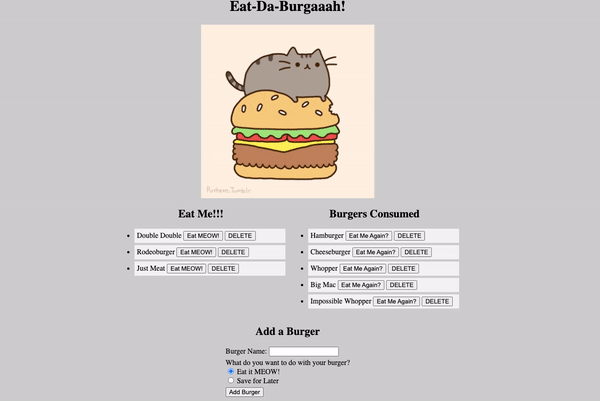 Eat-Da-Burgaaah!
Pusheen.Tumblr
Eat Me!!!
Double Double Eat MEOW! DELETE
Rodeoburger Eat MEOW! DELETE
Just Meat Eat MEOW! DELETE
Burgers Consumed
Hamburger Eat Me Again? DELETE
Cheeseburger Eat Me Again? DELETE
Whopper Eat Me Again? DELETE
Big Mac Eat Me Again? DELETE
Impossible Whopper Eat Me Again? DELETE
Add a Burger
Burger Name:
What do you want to do with your burger?
Eat it MEOW!
Save for Later
Add Burger